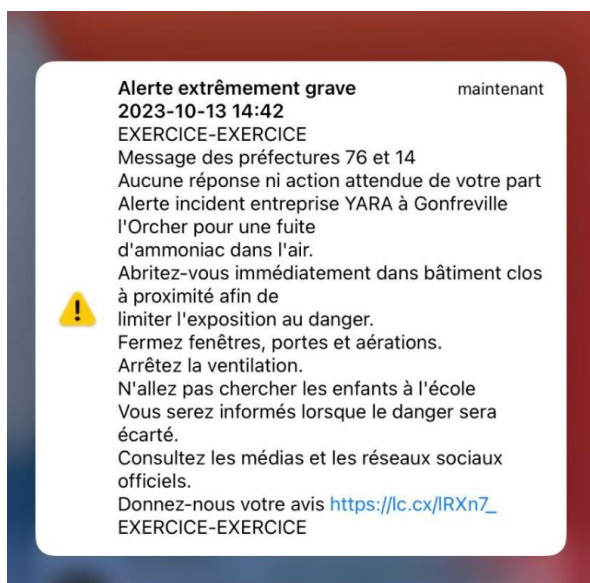 Alerte extrêmement grave maintenant
2023-10-13 14:42
EXERCICE-EXERCICE
Message des préfectures 76 et 14
Aucune réponse ni action attendue de votre part
Alerte incident entreprise YARA à Gonfreville
l'Orcher pour une fuite
d'ammoniac dans l'air.
Abritez-vous immédiatement dans bâtiment clos
à proximité afin de
limiter l'exposition au danger.
Fermez fenêtres, portes et aérations.
Arrêtez la ventilation.
N'allez pas chercher les enfants à l'école
Vous serez informés lorsque le danger sera
écarté.
Consultez les médias et les réseaux sociaux
officiels.
Donnez-nous votre avis https://lc.cx/lRXn7_
EXERCICE-EXERCICE